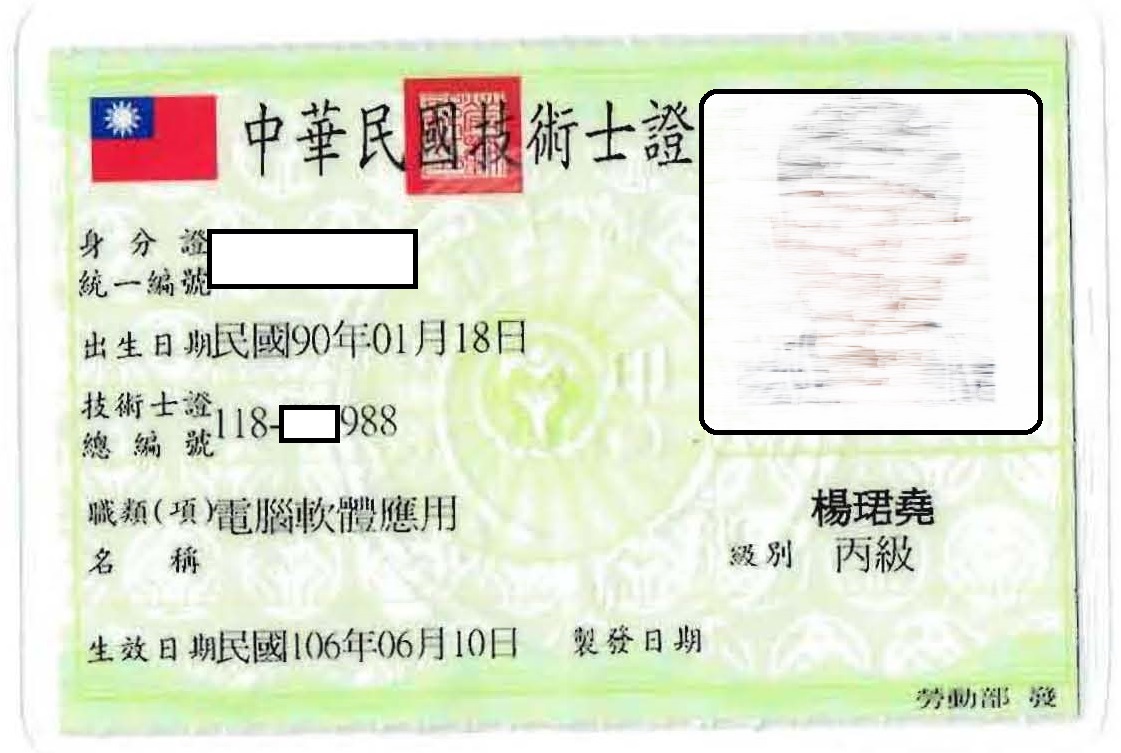 中華民國技術士證
身分證
統一編號
出生日期民國90年01月18日
技術士證
總編號 118- 988
職類(項)電腦軟體應用
名稱
楊珺堯
級別 丙級
生效日期民國106年06月10日 製發日期
勞動部 發